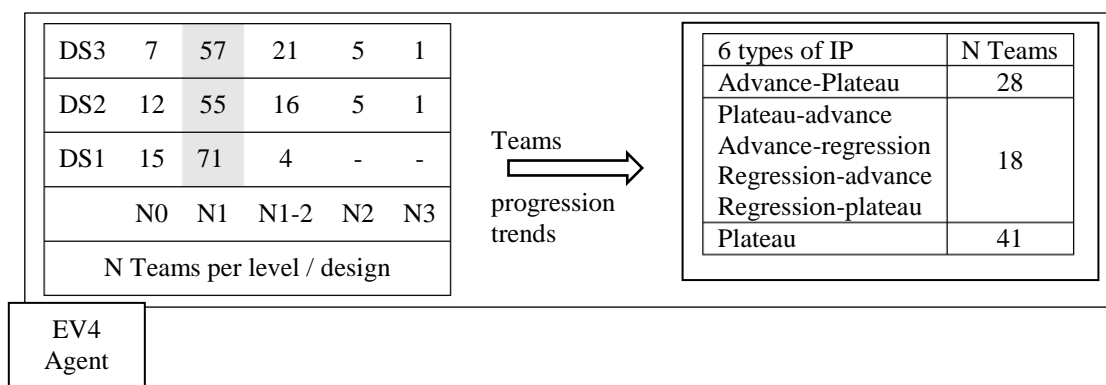 DS3 7 57 21 5 1
DS2 12 55 16 5 1
DS1 15 71 4 - -
N0 N1 N1-2 N2 N3
N Teams per level / design
Teams
progression
trends
6 types of IP N Teams
Advance-Plateau 28
Plateau-advance
Advance-regression
Regression-advance
Regression-plateau
18
Plateau 41
EV4
Agent